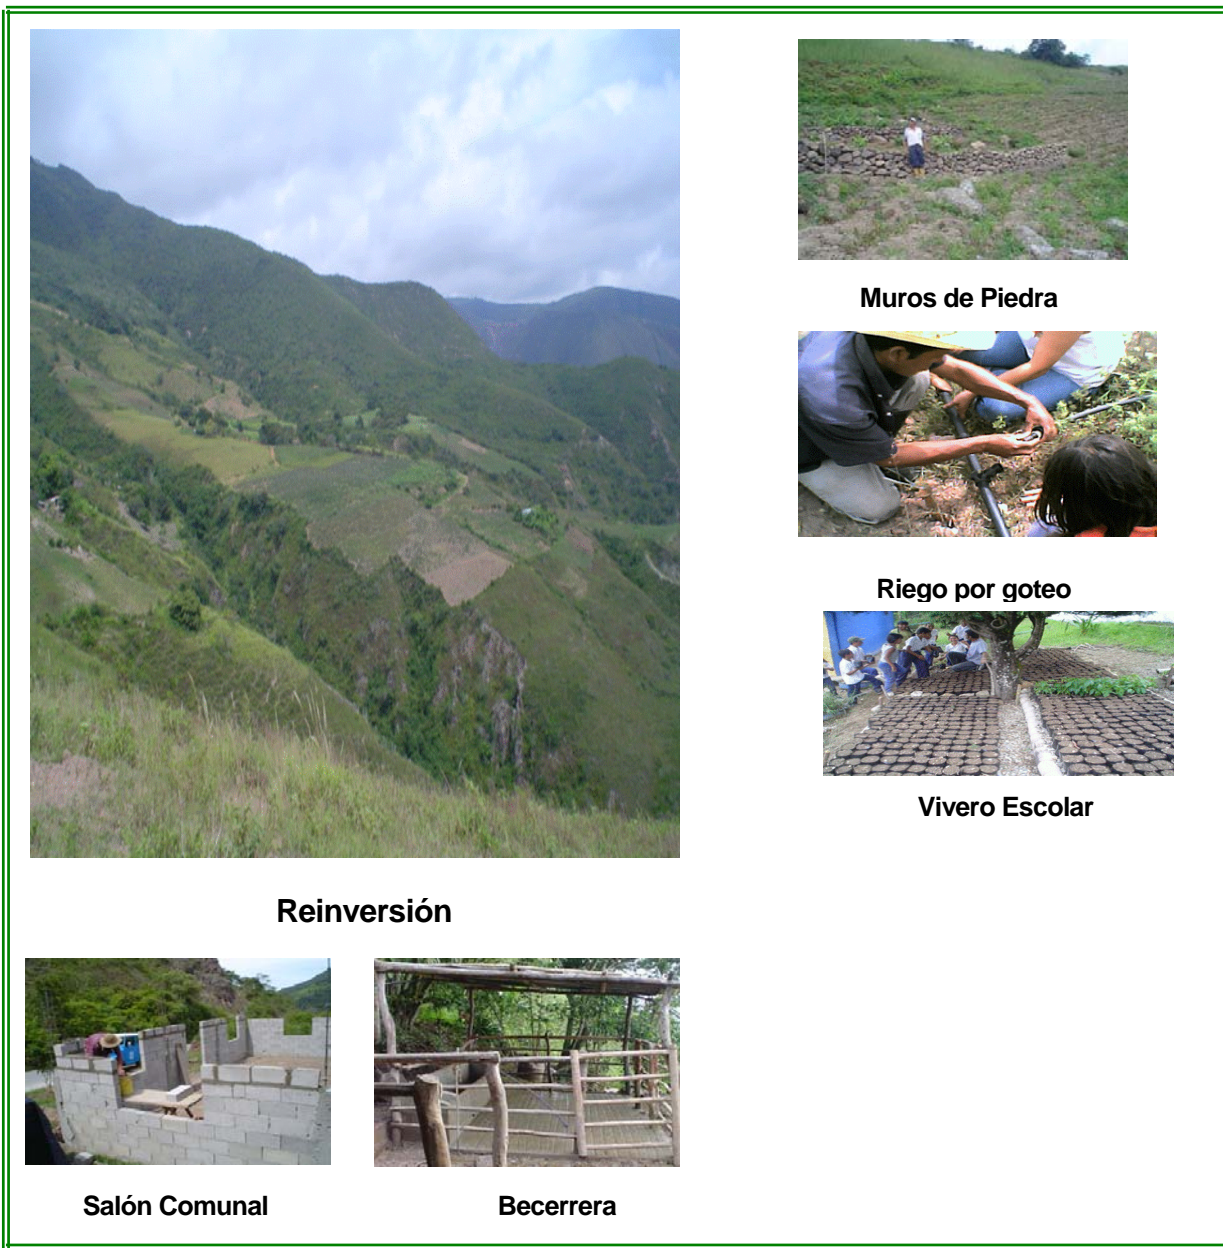 Muros de Piedra
Riego por goteo
Vivero Escolar
Reinversión
Salón Comunal
Becerrera